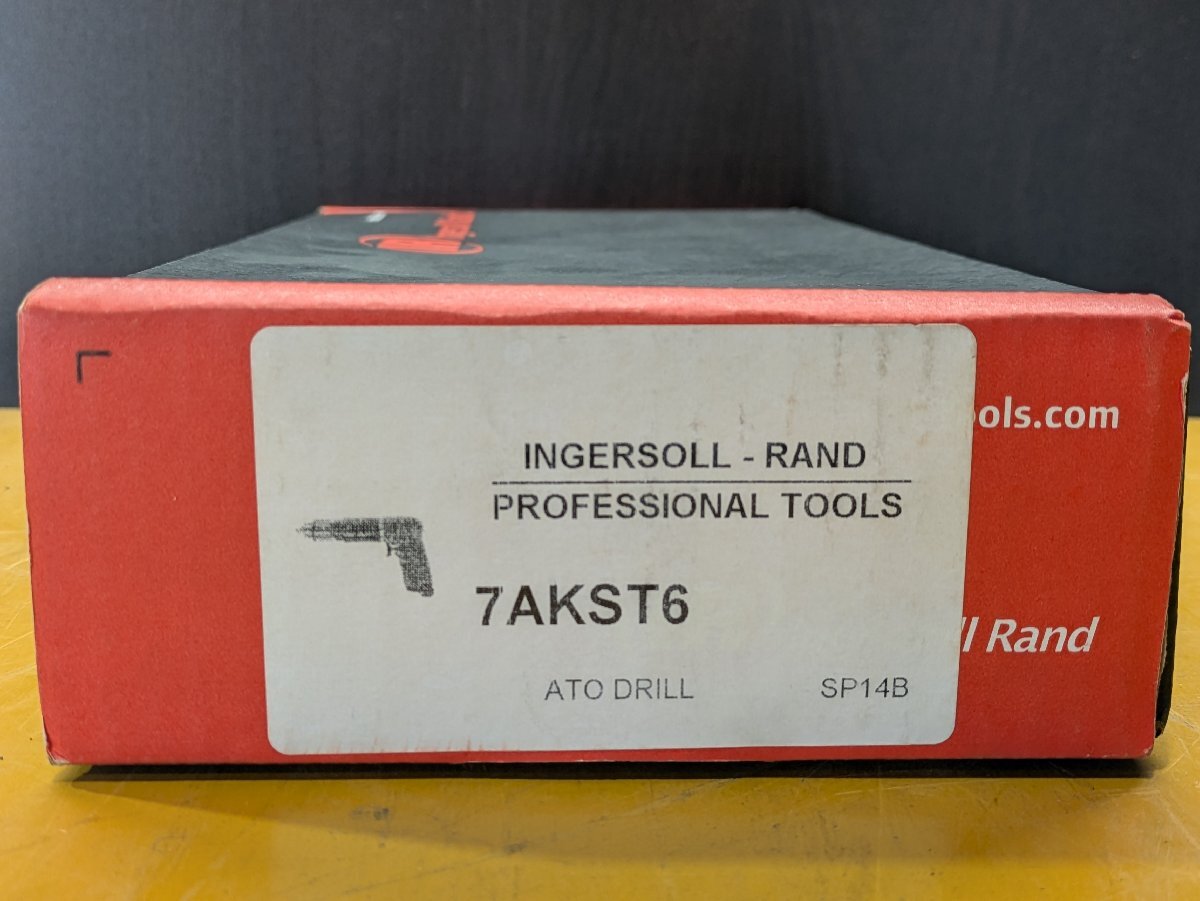 INGERSOLL - RAND
PROFESSIONAL TOOLS
7AKST6
ATO DRILL SP14B
ols.com
ll Rand